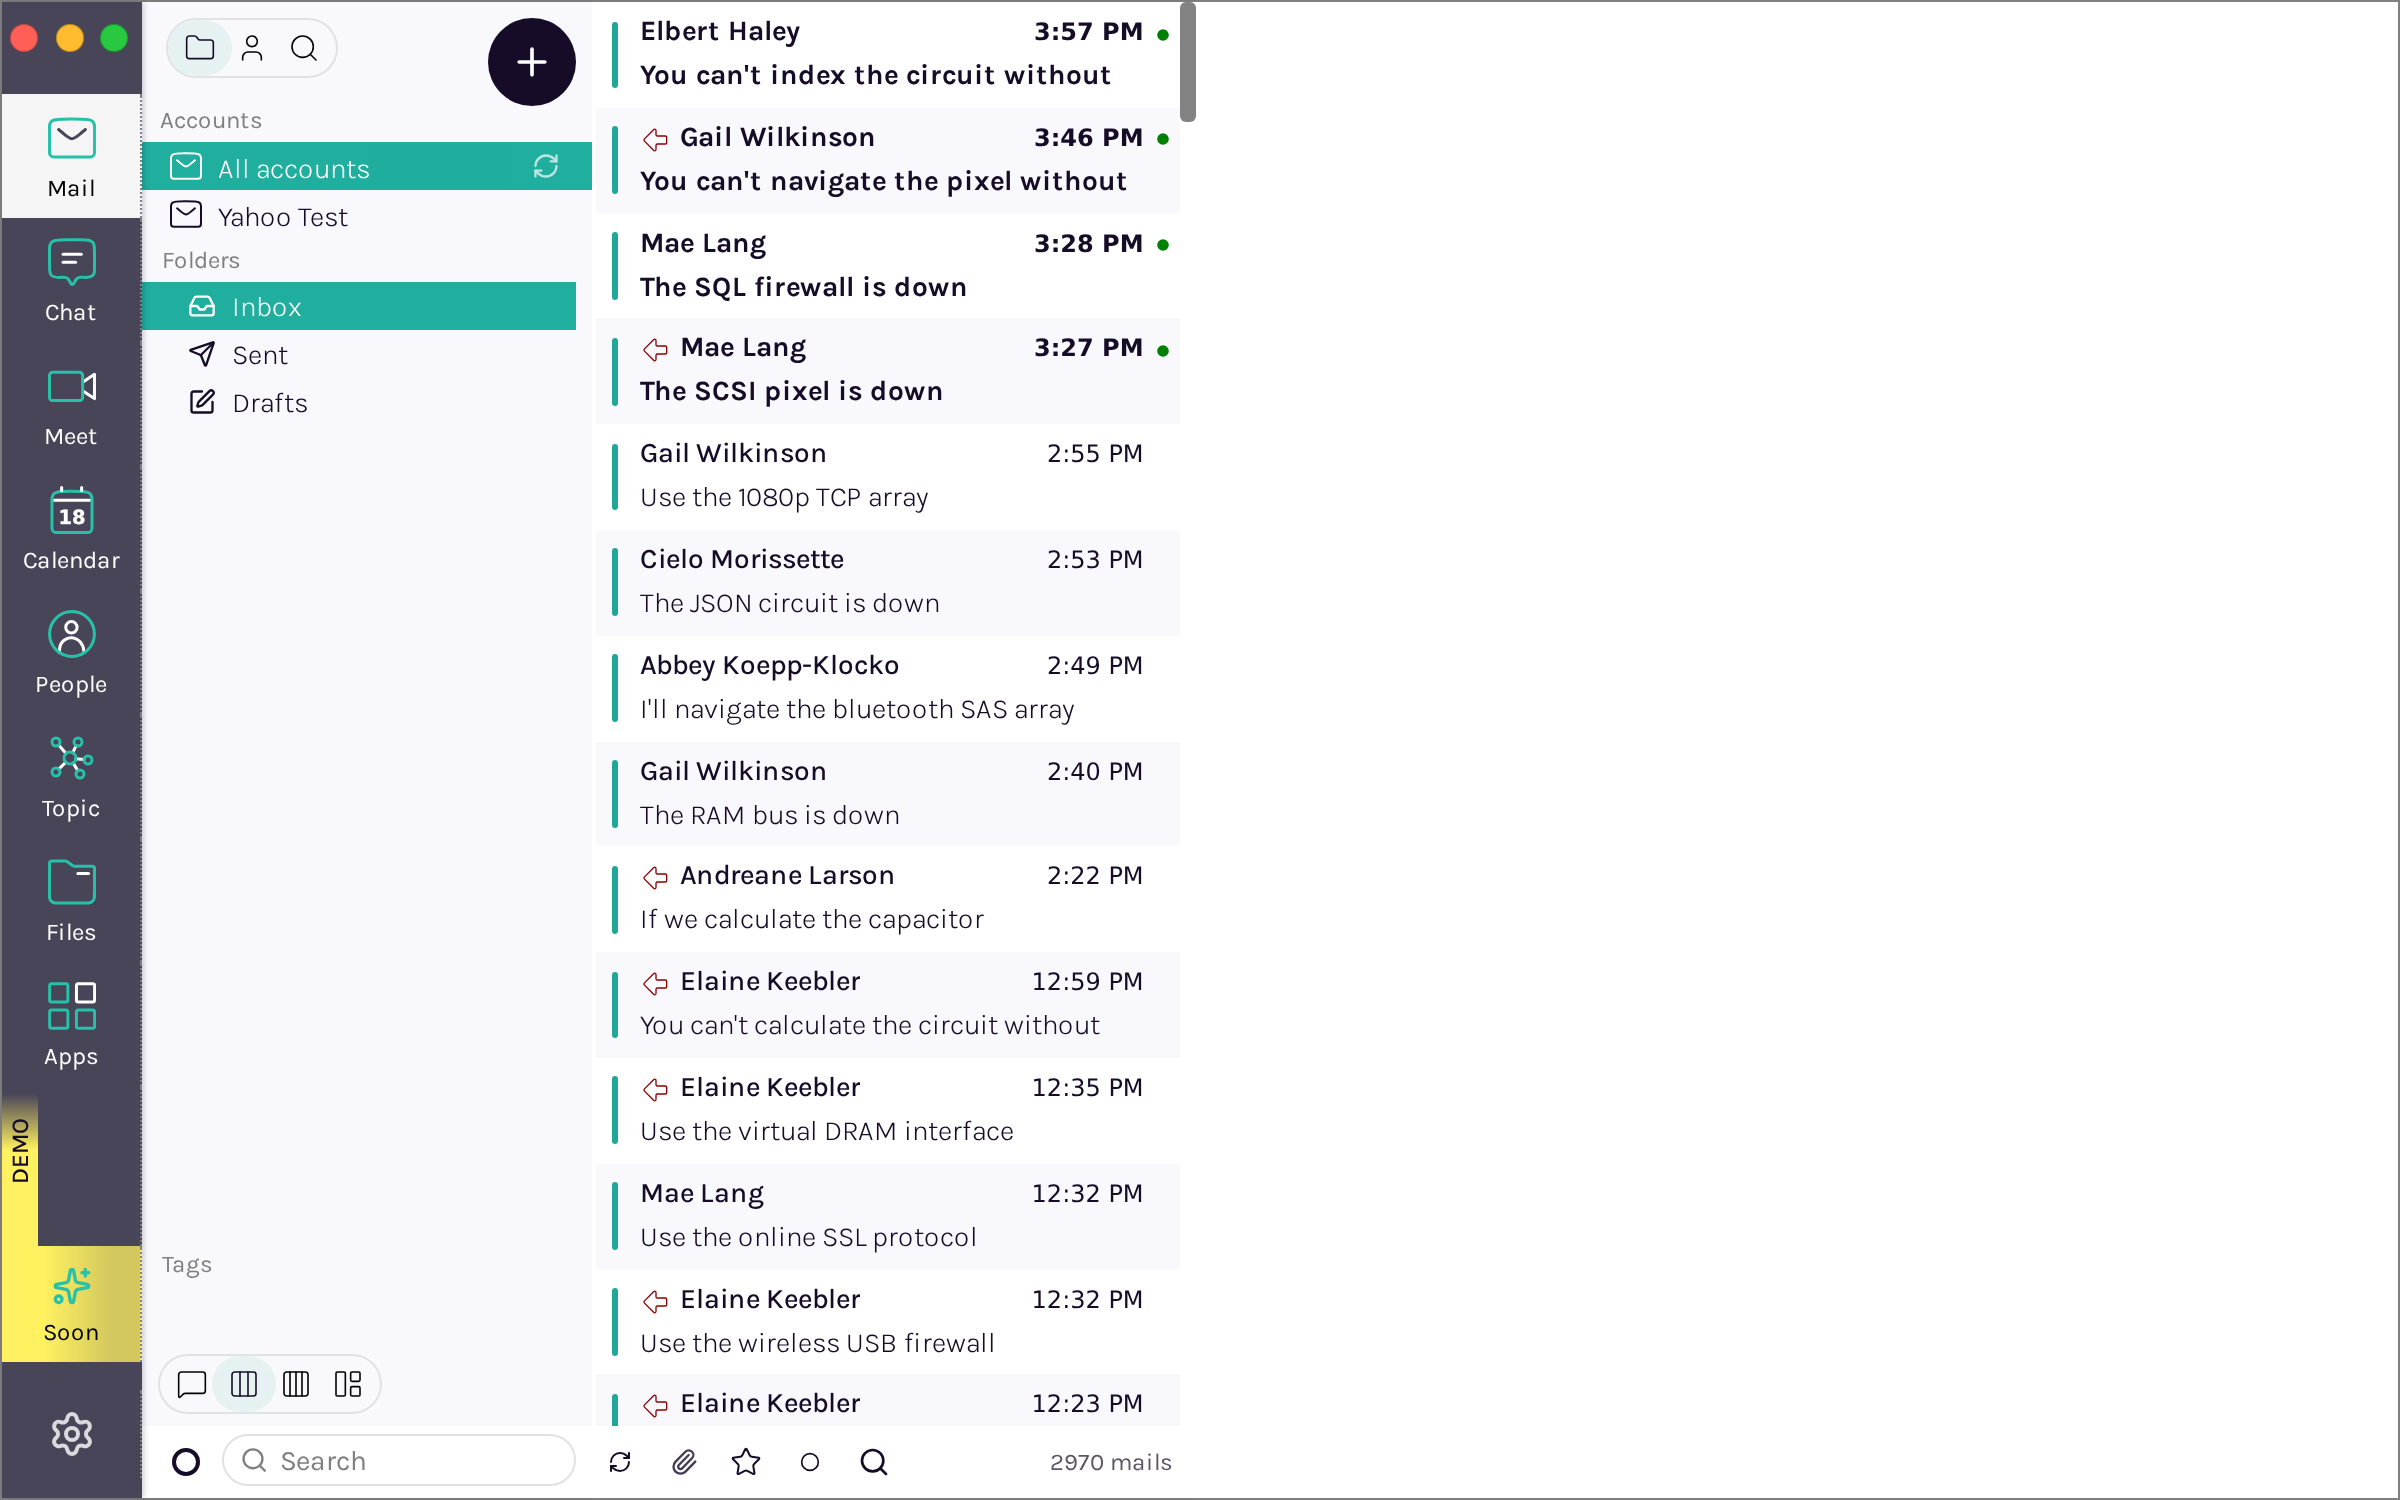 Mail
Chat
Meet
18
Calendar
People
Topic
Files
Apps
DEMO
Soon
Accounts
All accounts
Yahoo Test
Folders
Inbox
Sent
Drafts
Tags
Search
Elbert Haley 3:57 PM
You can't index the circuit without
Gail Wilkinson 3:46 PM
You can't navigate the pixel without
Mae Lang 3:28 PM
The SQL firewall is down
Mae Lang 3:27 PM
The SCSI pixel is down
Gail Wilkinson 2:55 PM
Use the 1080p TCP array
Cielo Morissette 2:53 PM
The JSON circuit is down
Abbey Koepp-Klocko 2:49 PM
I'll navigate the bluetooth SAS array
Gail Wilkinson 2:40 PM
The RAM bus is down
Andreane Larson 2:22 PM
If we calculate the capacitor
Elaine Keebler 12:59 PM
You can't calculate the circuit without
Elaine Keebler 12:35 PM
Use the virtual DRAM interface
Mae Lang 12:32 PM
Use the online SSL protocol
Elaine Keebler 12:32 PM
Use the wireless USB firewall
Elaine Keebler 12:23 PM
2970 mails